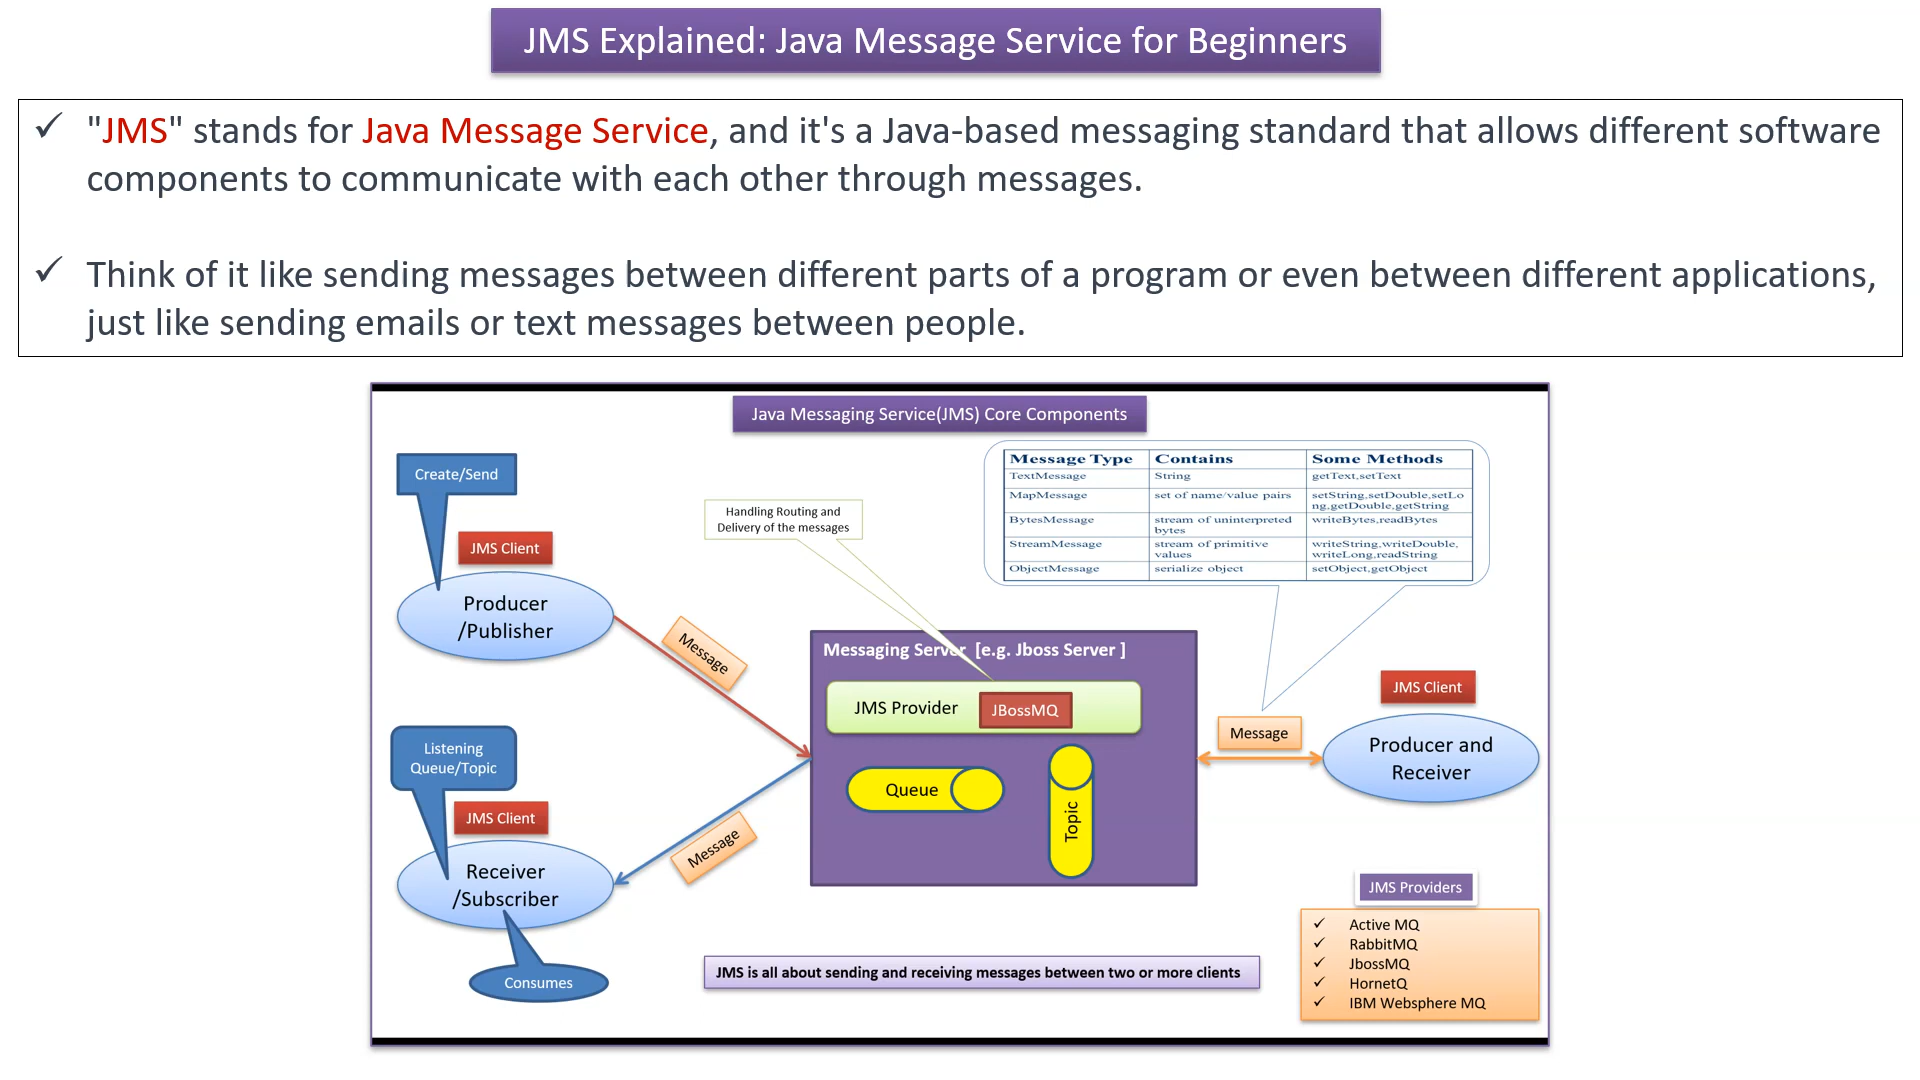 JMS Explained: Java Message Service for Beginners
✓ "JMS" stands for Java Message Service, and it's a Java-based messaging standard that allows different software
components to communicate with each other through messages.
✓ Think of it like sending messages between different parts of a program or even between different applications,
just like sending emails or text messages between people.
Java Messaging Service(JMS) Core Components
Create/Send
JMS Client
Producer
/Publisher
Message
Listening
Queue/Topic
JMS Client
Receiver
/Subscriber
Consumes
Message
Handling Routing and
Delivery of the messages
Messaging Server [e.g. Jboss Server ]
JMS Provider JBossMQ
Queue
Topic
Message Type Contains Some Methods
TextMessage String getText,setText
MapMessage set of name/value pairs setString,setDouble,setLo
ng,getDouble,getString
BytesMessage stream of uninterpreted writeBytes,readBytes
bytes
StreamMessage stream of primitive writeString,writeDouble,
values writeLong,readString
ObjectMessage serialize object setObject,getObject
Message
JMS Client
Producer and
Receiver
JMS is all about sending and receiving messages between two or more clients
JMS Providers
✓ Active MQ
✓ RabbitMQ
✓ JbossMQ
✓ HornetQ
✓ IBM Websphere MQ